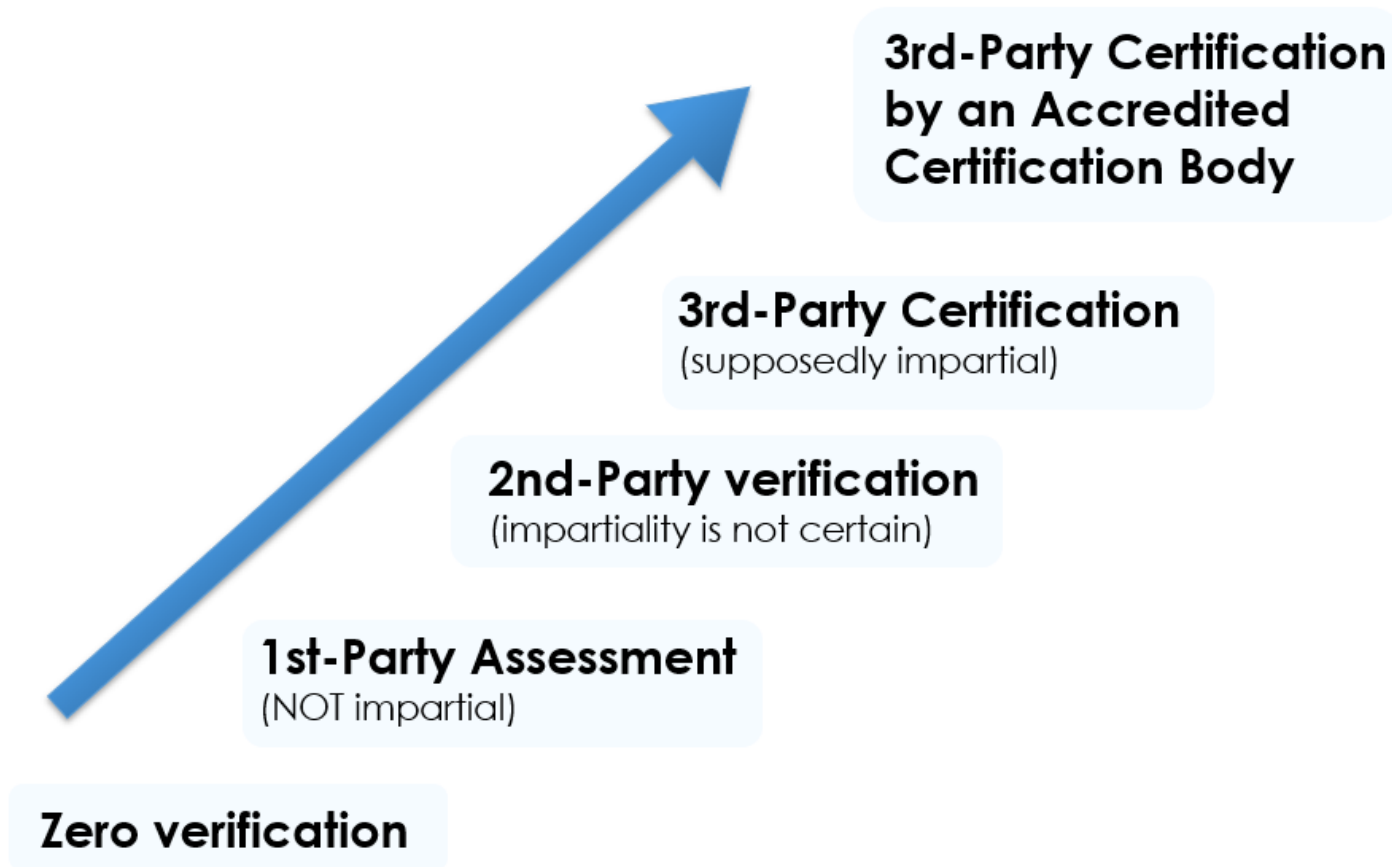 3rd-Party Certification
by an Accredited
Certification Body
3rd-Party Certification
(supposedly impartial)
2nd-Party verification
(impartiality is not certain)
1st-Party Assessment
(NOT impartial)
Zero verification